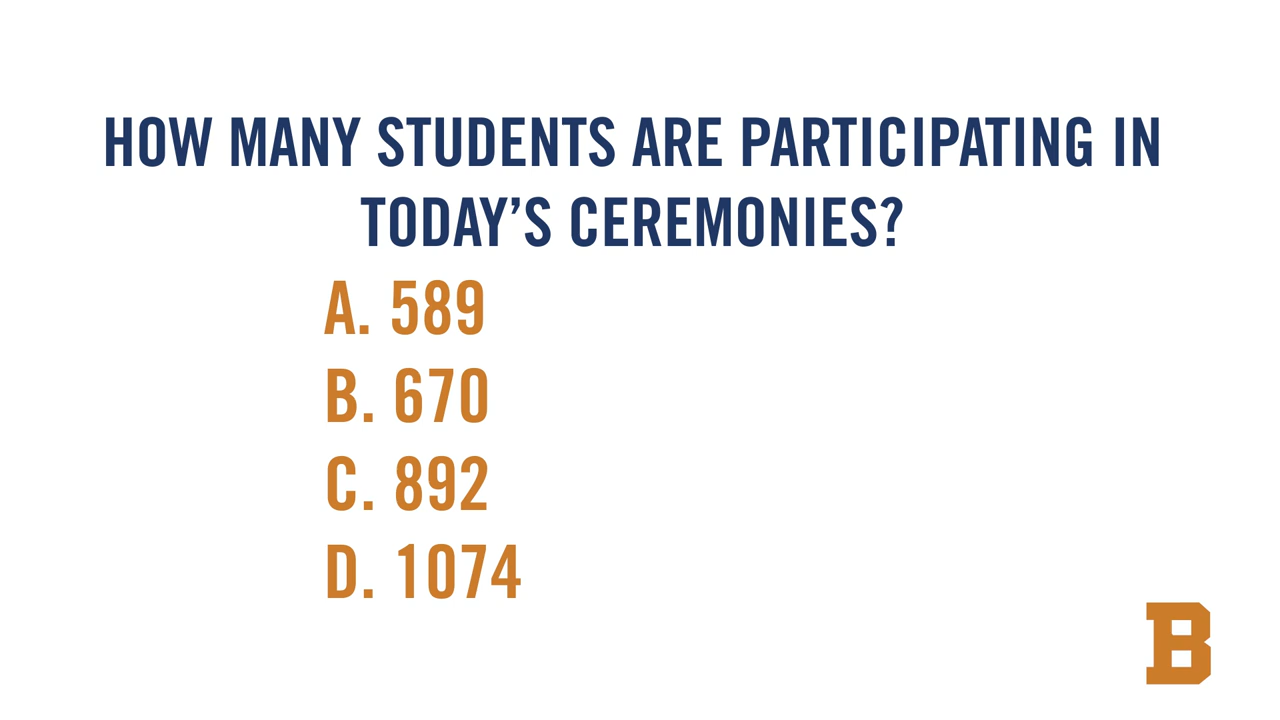 HOW MANY STUDENTS ARE PARTICIPATING IN
TODAY’S CEREMONIES?
A. 589
B. 670
C. 892
D. 1074
B